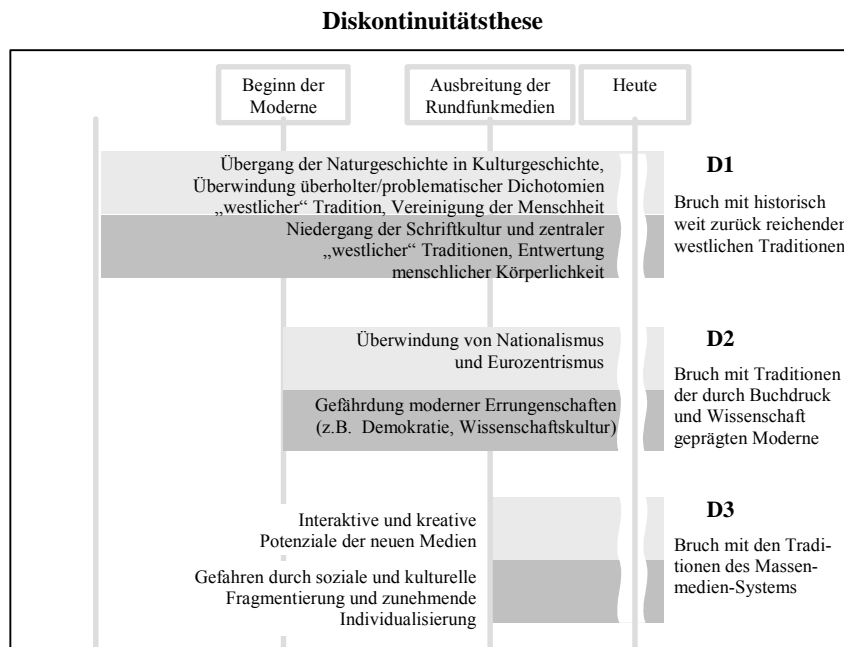 Diskontinuitätsthese
Beginn der
Moderne
Ausbreitung der
Rundfunkmedien
Heute
Übergang der Naturgeschichte in Kulturgeschichte,
Überwindung überholter/problematischer Dichotomien
„westlicher“ Tradition, Vereinigung der Menschheit
Niedergang der Schriftkultur und zentraler
„westlicher“ Traditionen, Entwertung
menschlicher Körperlichkeit
D1
Bruch mit historisch
weit zurück reichenden
westlichen Traditionen
Überwindung von Nationalismus
und Eurozentrismus
Gefährdung moderner Errungenschaften
(z.B. Demokratie, Wissenschaftskultur)
D2
Bruch mit Traditionen
der durch Buchdruck
und Wissenschaft
geprägten Moderne
Interaktive und kreative
Potenziale der neuen Medien
Gefahren durch soziale und kulturelle
Fragmentierung und zunehmende
Individualisierung
D3
Bruch mit den Tradi-
tionen des Massen-
medien-Systems